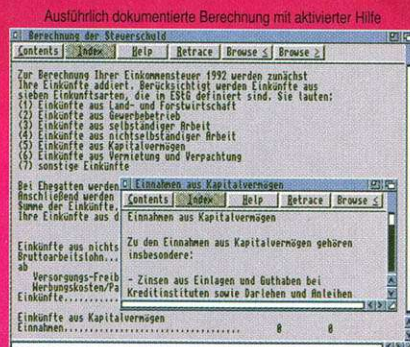 Ausführlich dokumentierte Berechnung mit aktivierter Hilfe
Berechnung der Steuerschuld
Contents Index Help Retrace Browse < Browse >
Zur Berechnung Ihrer Einkommensteuer 1992 werden zunächst
Ihre Einkünfte addiert. Berücksichtigt werden Einkünfte aus
sieben Einkunftsarten, die im EStG definiert sind. Sie lauten:
(1) Einkünfte aus Land- und Forstwirtschaft
(2) Einkünfte aus Gewerbebetrieb
(3) Einkünfte aus selbständiger Arbeit
(4) Einkünfte aus nichtselbständiger Arbeit
(5) Einkünfte aus Kapitalvermögen
(6) Einkünfte aus Vermietung und Verpachtung
(7) sonstige Einkünfte
Bei Ehegatten werden
Anschließend werden
Summe der Einkünfte
Ihre Einkünfte aus d
Einkünfte aus nichts
Bruttoarbeitslohn...
ab
Versorgungs-Freib
Werbungskosten/Pa
Einkünfte...........
Einkünfte aus Kapitalvermögen
Einnahmen................................ 0 0
Einnahmen aus Kapitalvermögen
Contents Index Help Retrace Browse <
Einnahmen aus Kapitalvermögen
Zu den Einnahmen aus Kapitalvermögen gehören
insbesondere:
- Zinsen aus Einlagen und Guthaben bei
Kreditinstituten sowie Darlehen und Anleihen